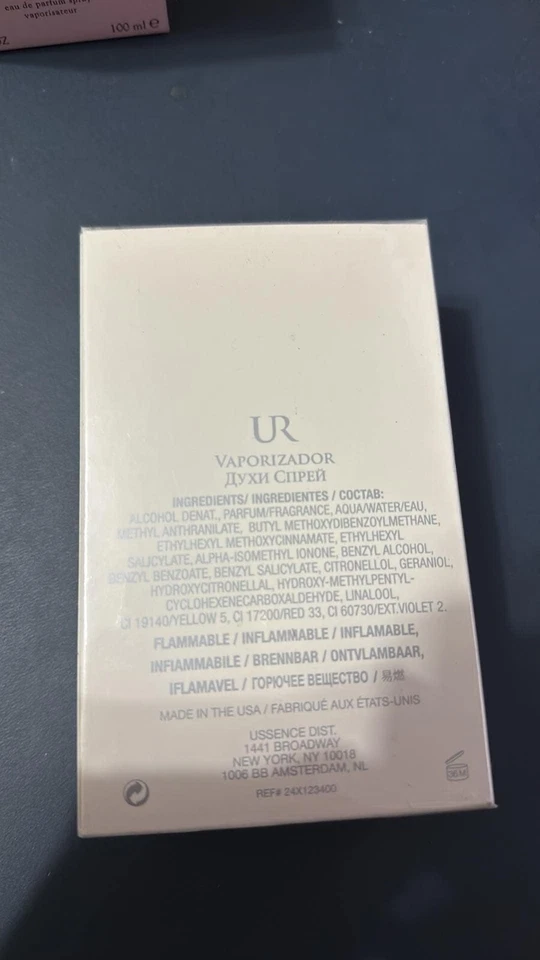 eau de parfum spray
vaporisateur
100 ml e
OZ.
UR
VAPORIZADOR
ДУХИ СПРЕЙ
INGREDIENTS/ INGREDIENTES / СОСТАВ:
ALCOHOL DENAT., PARFUM/FRAGRANCE, AQUA/WATER/EAU,
METHYL ANTHRANILATE, BUTYL METHOXYDIBENZOYLMETHANE,
ETHYLHEXYL METHOXYCINNAMATE, ETHYLHEXYL
SALICYLATE, ALPHA-ISOMETHYL IONONE, BENZYL ALCOHOL,
BENZYL BENZOATE, BENZYL SALICYLATE, CITRONELLOL, GERANIOL,
HYDROXYCITRONELLAL, HYDROXY-METHYLPENTYL-
CYCLOHEXENECARBOXALDEHYDE, LINALOOL,
CI 19140/YELLOW 5, CI 17200/RED 33, CI 60730/EXT.VIOLET 2.
FLAMMABLE / INFLAMMABLE / INFLAMABLE,
INFIAMMABILE / BRENNBAR / ONTVLAMBAAR,
IFLAMAVEL / ГОРЮЧЕЕ ВЕЩЕСТВО / 易燃
MADE IN THE USA / FABRIQUÉ AUX ÉTATS-UNIS
USSENCE DIST.
1441 BROADWAY
NEW YORK, NY 10018
1006 BB AMSTERDAM, NL
REF# 24X123400
36 M